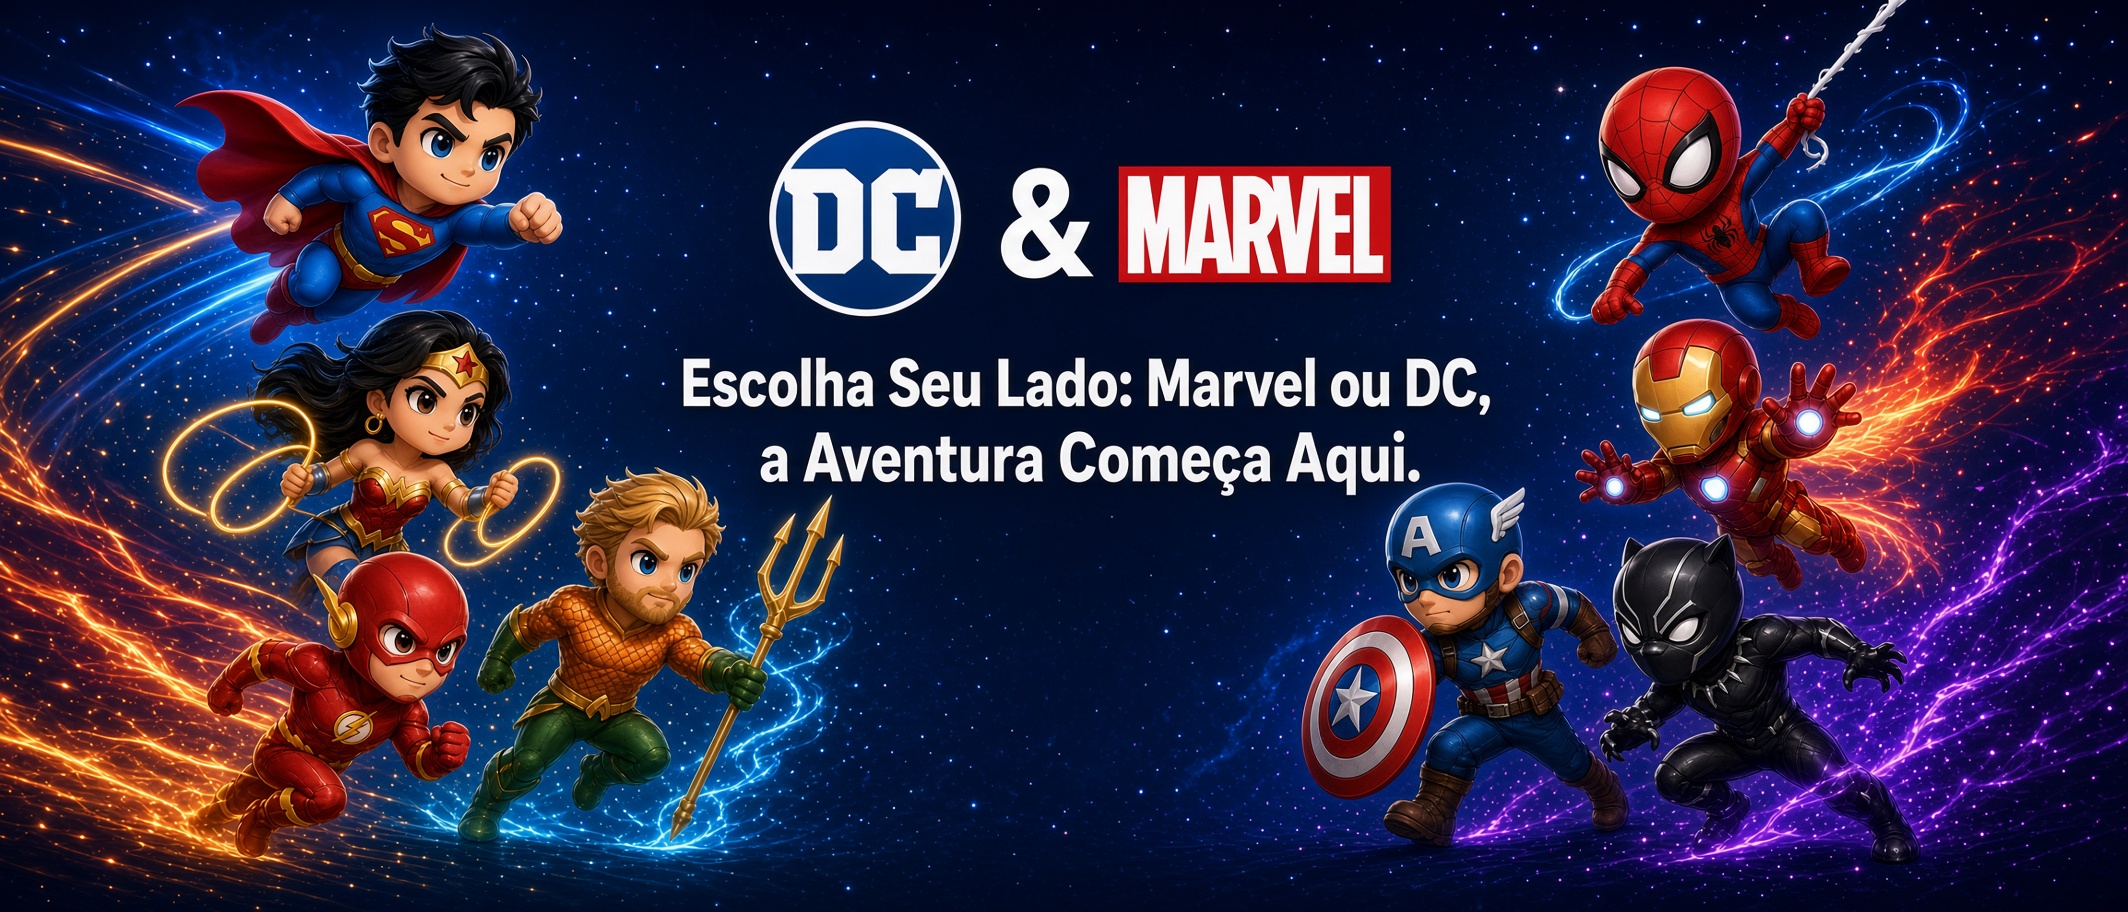 DC & MARVEL
Escolha Seu Lado: Marvel ou DC,
a Aventura Começa Aqui.
A